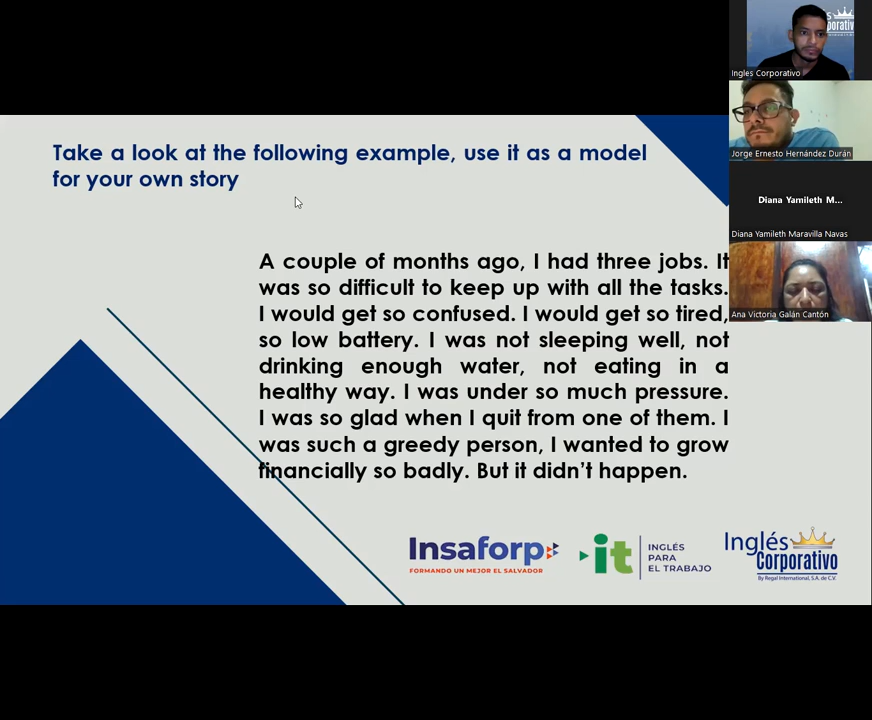 Take a look at the following example, use it as a model
for your own story
A couple of months ago, I had three jobs. It
was so difficult to keep up with all the tasks.
I would get so confused. I would get so tired,
so low battery. I was not sleeping well, not
drinking enough water, not eating in a
healthy way. I was under so much pressure.
I was so glad when I quit from one of them. I
was such a greedy person, I wanted to grow
financially so badly. But it didn’t happen.
Insaforp
FORMANDO UN MEJOR EL SALVADOR
it
INGLÉS
PARA
EL TRABAJO
Inglés
Corporativo
By Regal International, S.A. de C.V.
Ingles Corporativo
Jorge Ernesto Hernández Durán
Diana Yamileth M...
Diana Yamileth Maravilla Navas
Ana Victoria Galán Cantón